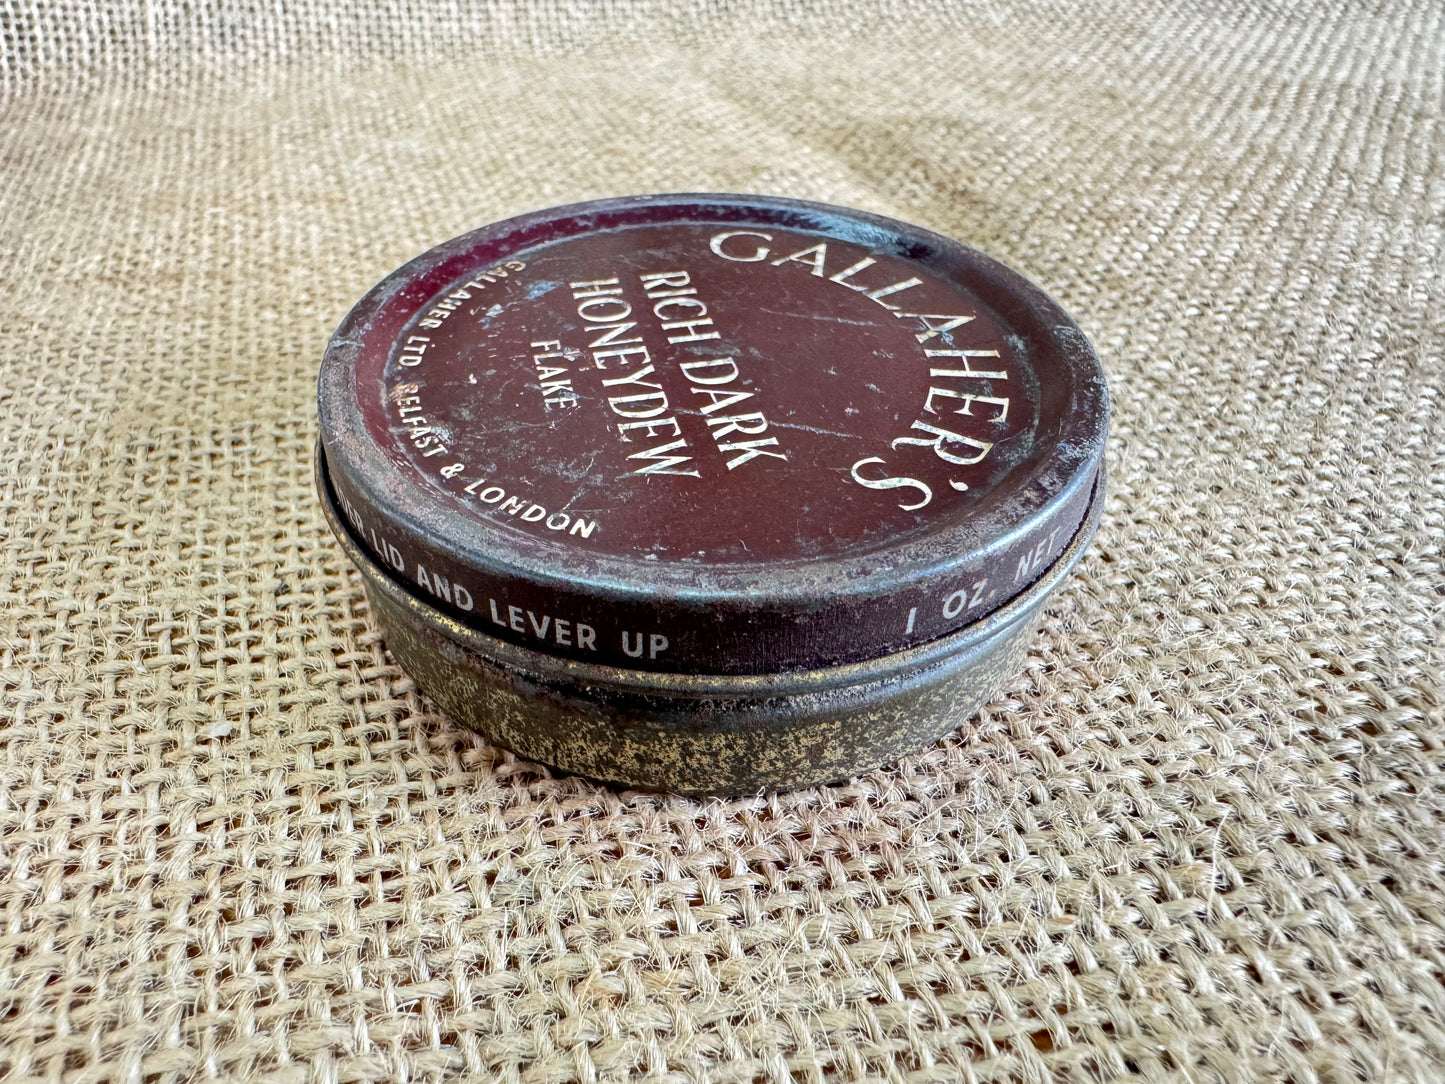 GALLAHER'S
RICH DARK
HONEYDEW
FLAKE
GALLAHER LTD. BELFAST & LONDON
LID AND LEVER UP
1 OZ. NET